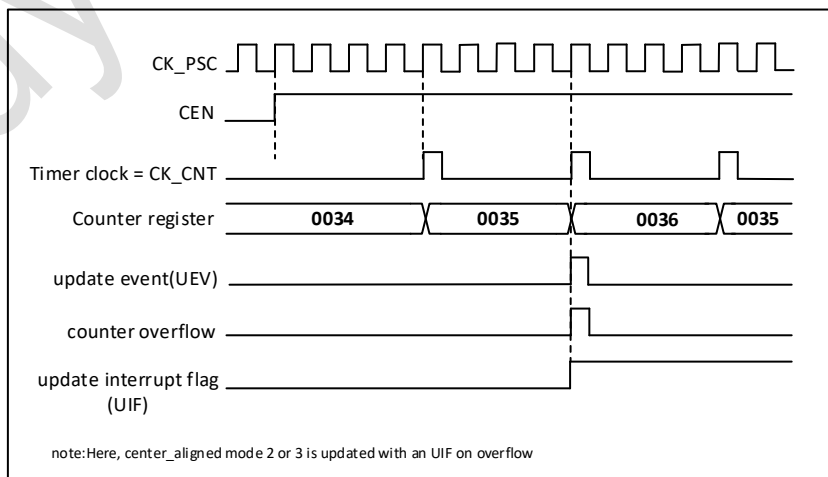 CK_PSC
CEN
Timer clock = CK_CNT
Counter register 0034 0035 0036 0035
update event(UEV)
counter overflow
update interrupt flag
(UIF)
note:Here, center_aligned mode 2 or 3 is updated with an UIF on overflow